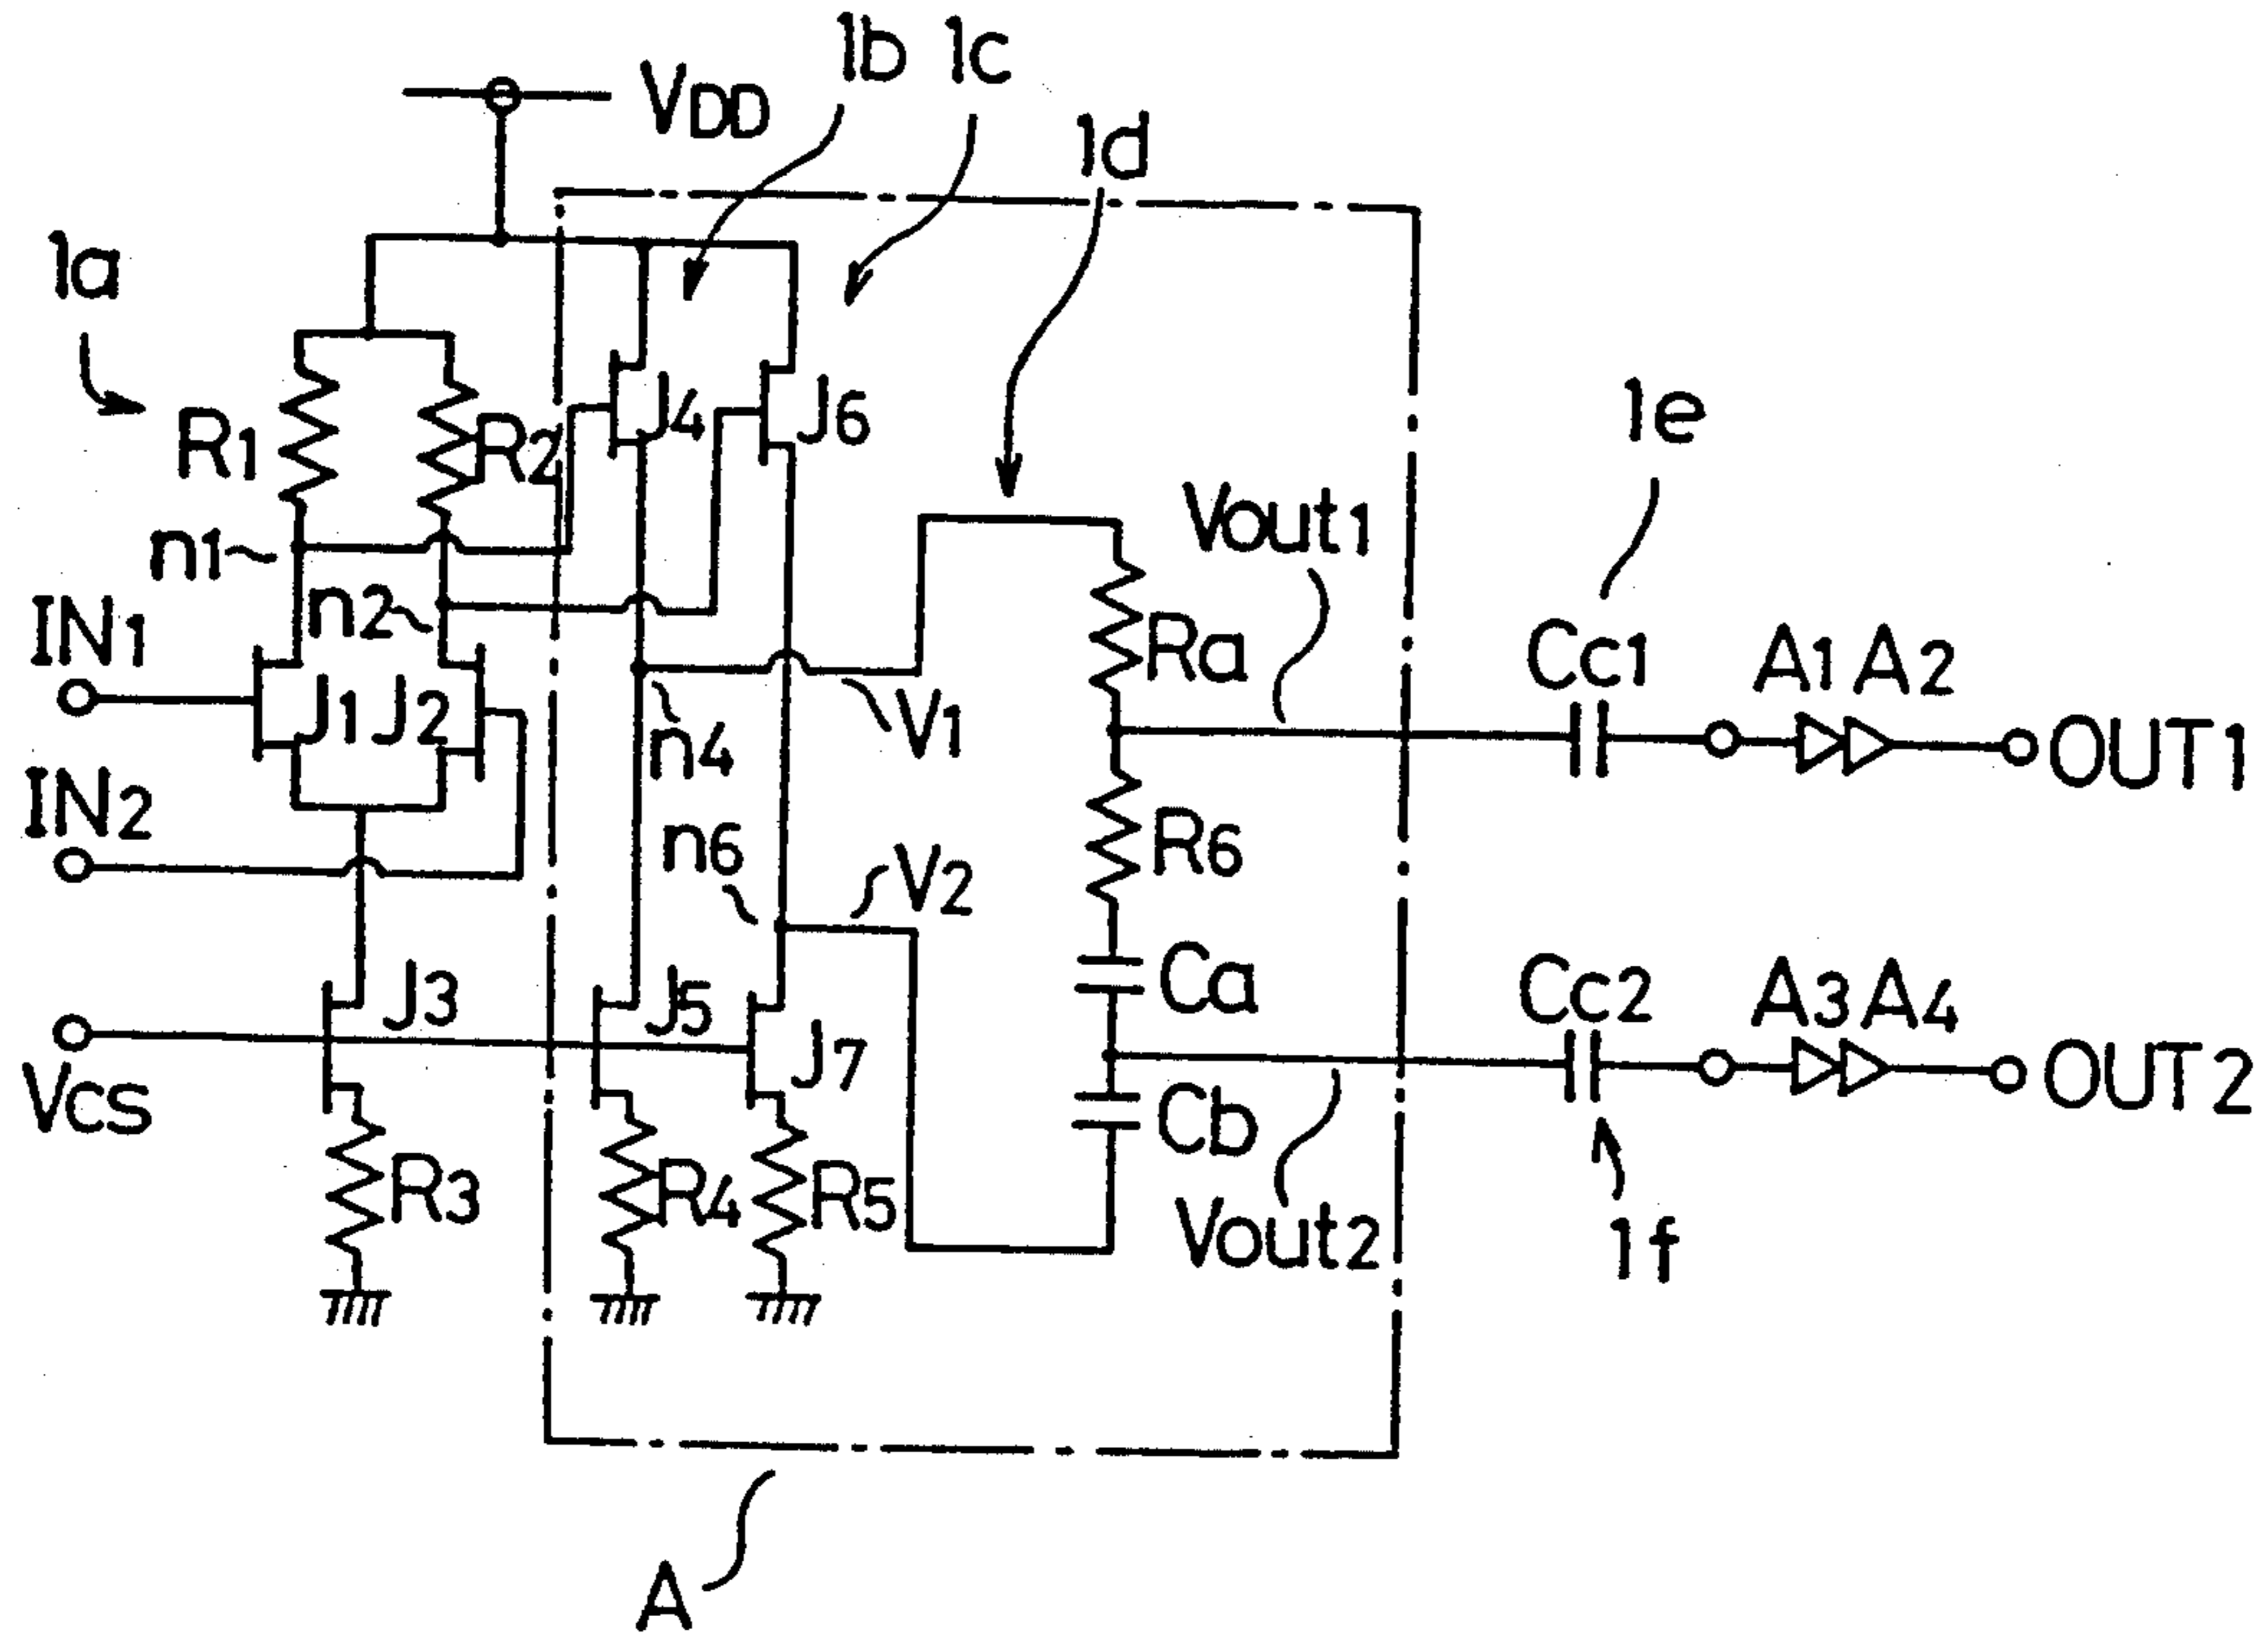 1b 1c
VDD
1d
1a
R1
R2
J4
J6
1e
Vout1
n1
n2
IN1
Ra
Cc1
A1 A2
J1 J2
n4
V1
OUT1
IN2
n6
V2
R6
J3
J5
Ca
Cc2
A3 A4
VCS
J7
Cb
OUT2
R3
R4
R5
Vout2
1f
A